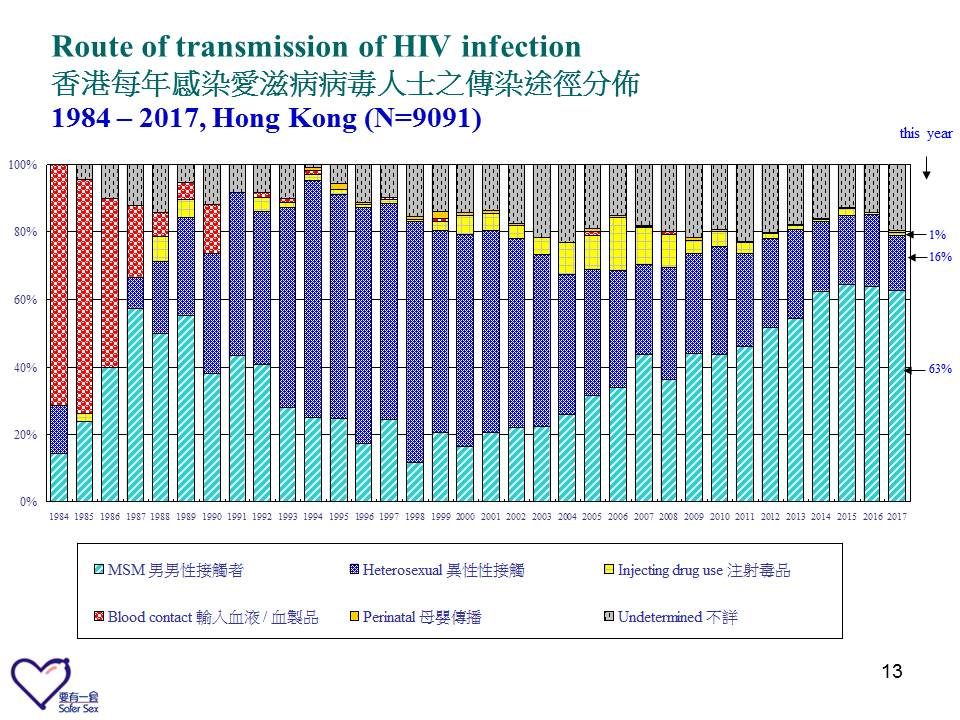 Route of transmission of HIV infection
香港每年感染愛滋病病毒人士之傳染途徑分佈
1984 – 2017, Hong Kong (N=9091)
this year
100%
80%
60%
40%
20%
0%
1%
16%
63%
1984 1985 1986 1987 1988 1989 1990 1991 1992 1993 1994 1995 1996 1997 1998 1999 2000 2001 2002 2003 2004 2005 2006 2007 2008 2009 2010 2011 2012 2013 2014 2015 2016 2017
MSM 男男性接觸者 Heterosexual 異性性接觸 Injecting drug use 注射毒品
Blood contact 輸入血液 / 血製品 Perinatal 母嬰傳播 Undetermined 不詳
要有一套
Safer Sex
13